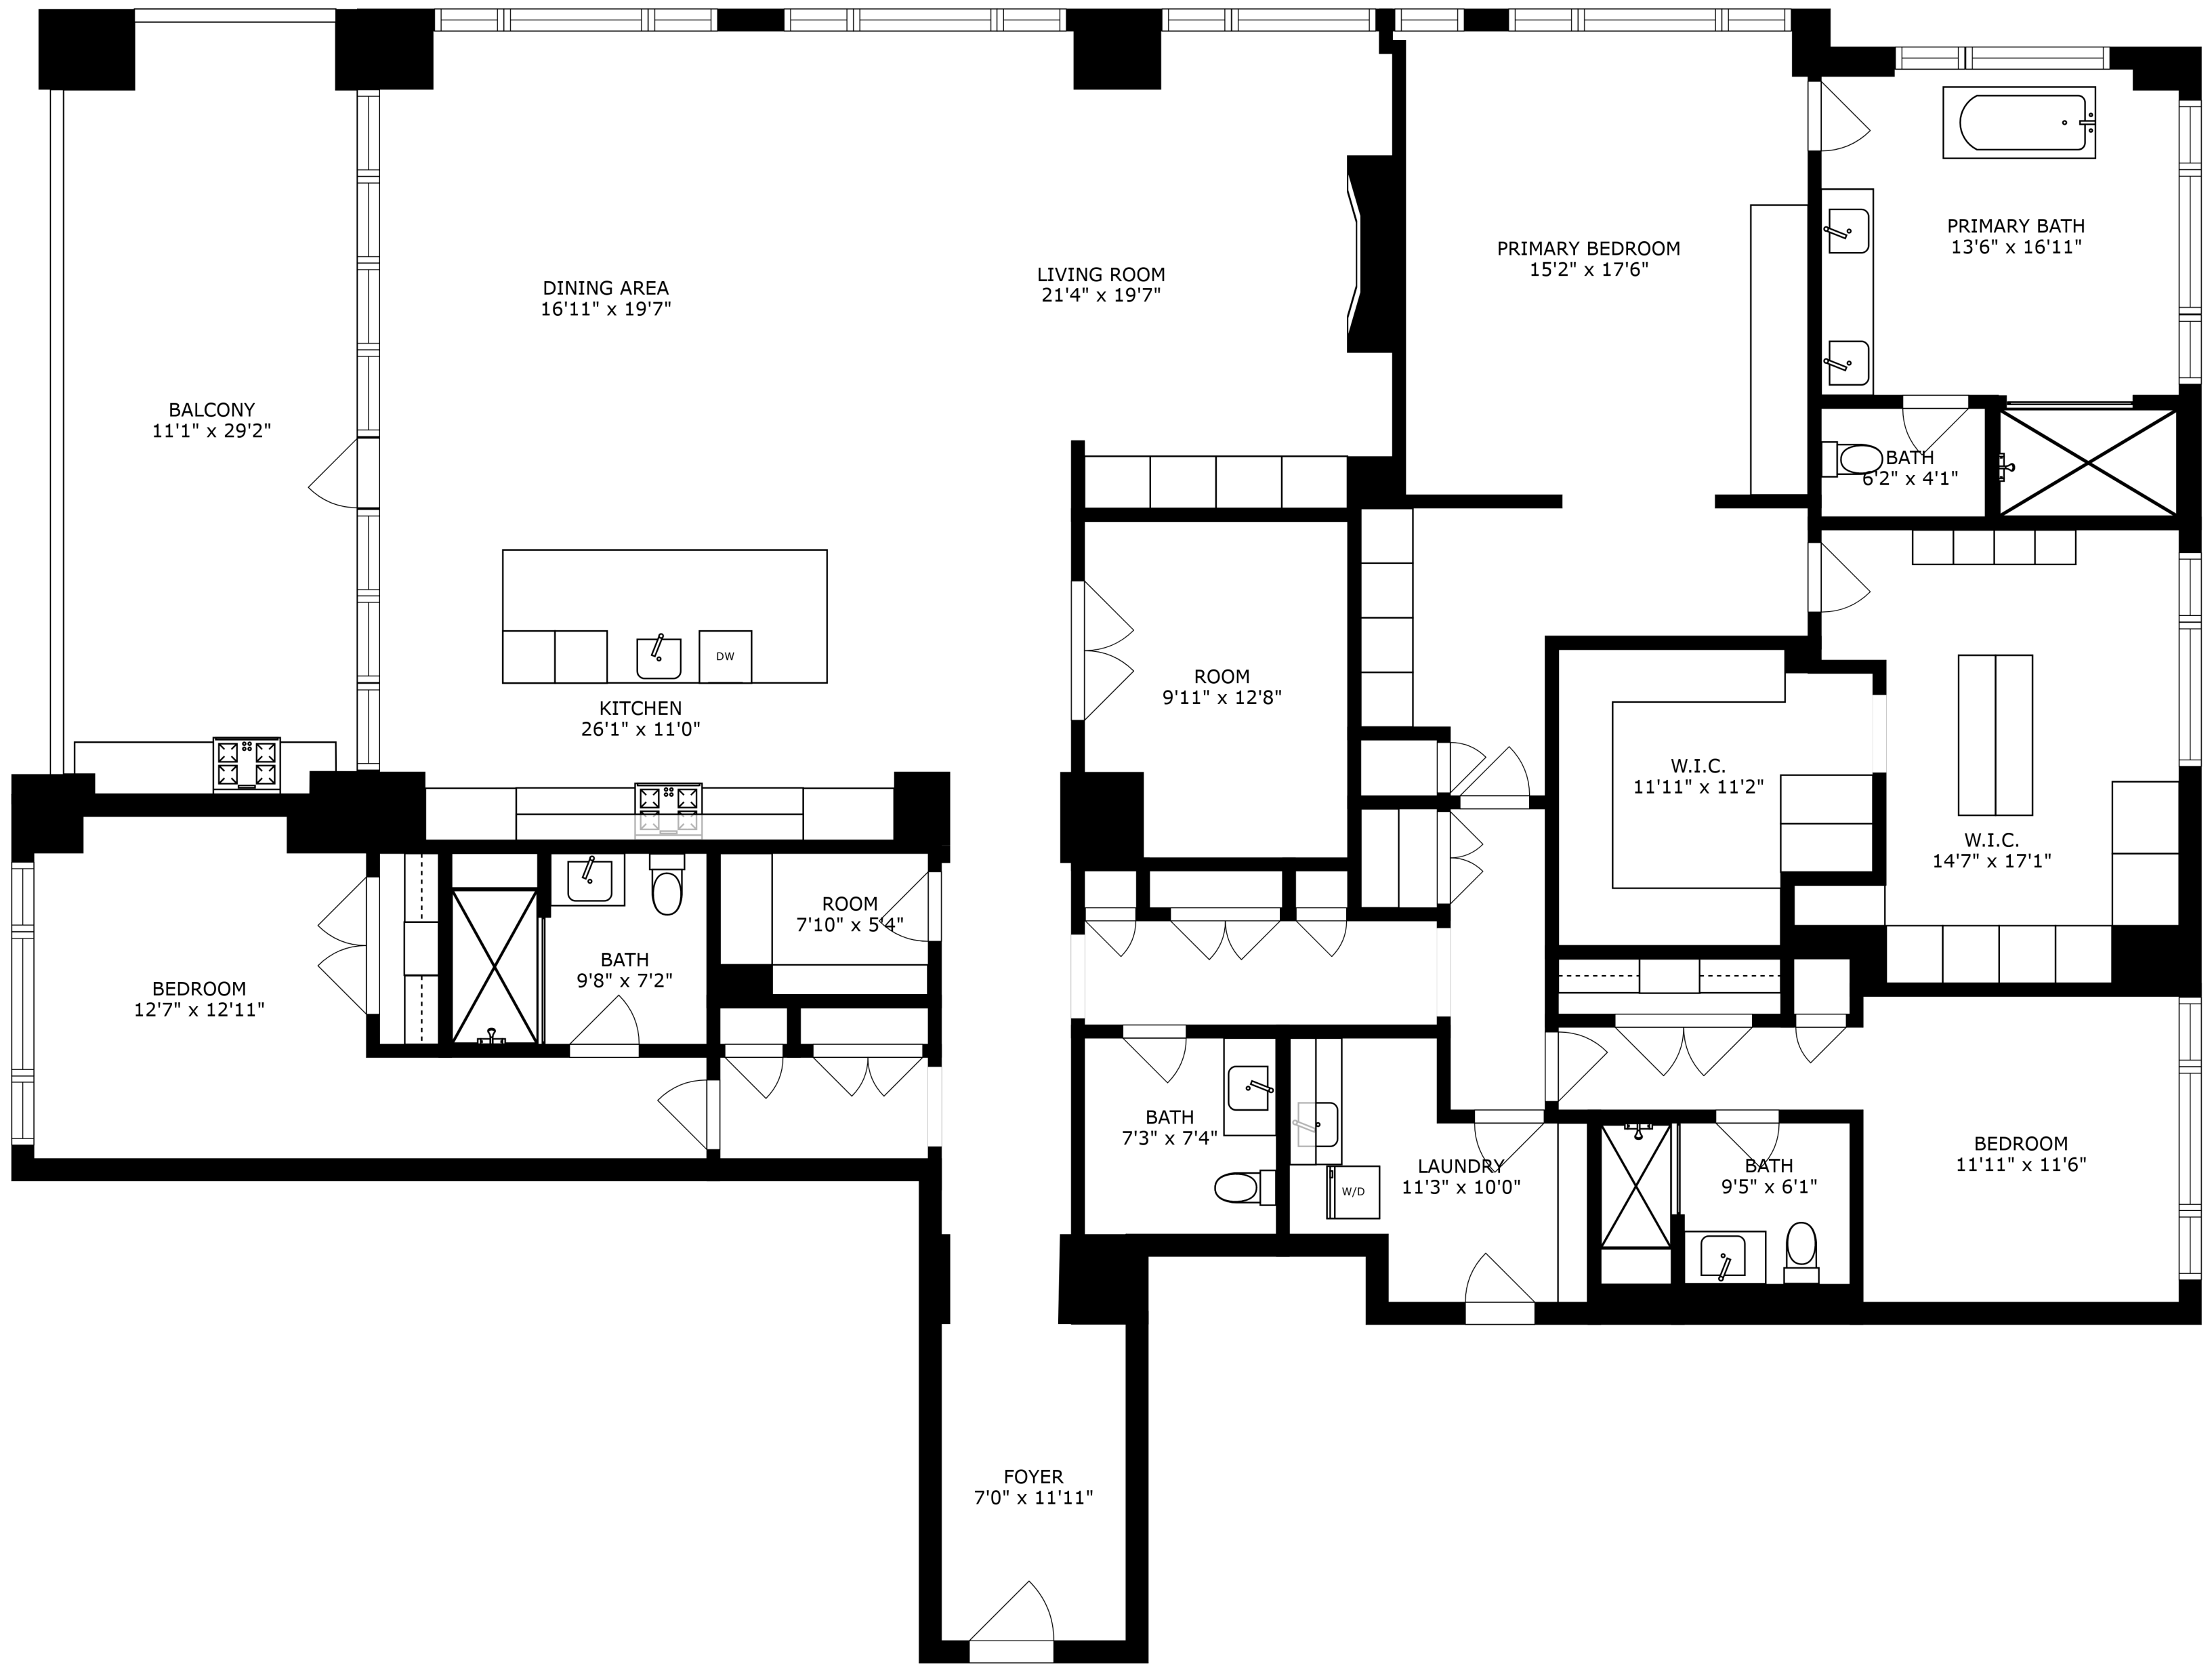 PRIMARY BATH
13'6" x 16'11"
PRIMARY BEDROOM
15'2" x 17'6"
LIVING ROOM
21'4" x 19'7"
DINING AREA
16'11" x 19'7"
BALCONY
11'1" x 29'2"
BATH
6'2" x 4'1"
DW
ROOM
9'11" x 12'8"
KITCHEN
26'1" x 11'0"
W.I.C.
11'11" x 11'2"
W.I.C.
14'7" x 17'1"
ROOM
7'10" x 5'4"
BATH
9'8" x 7'2"
BEDROOM
12'7" x 12'11"
BATH
7'3" x 7'4"
LAUNDRY
11'3" x 10'0"
W/D
BATH
9'5" x 6'1"
BEDROOM
11'11" x 11'6"
FOYER
7'0" x 11'11"